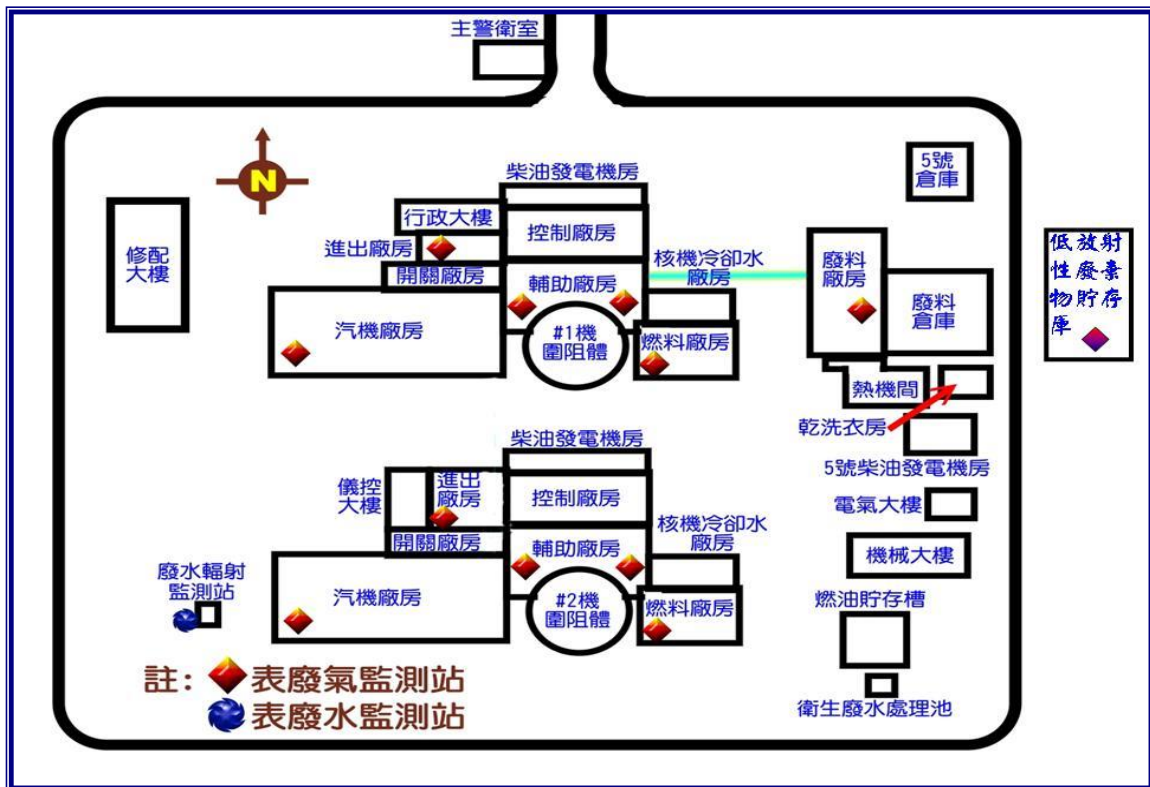 主警衛室
N
5號
倉庫
柴油發電機房
行政大樓
控制廠房
進出廠房
開關廠房
輔助廠房
核機冷卻水
廠房
修配
大樓
汽機廠房
#1機
圍阻體
燃料廠房
廢料
廠房
廢料
倉庫
低放射
性廢棄
物貯存
庫
熱機間
乾洗衣房
5號柴油發電機房
柴油發電機房
儀控
大樓
進出
廠房
控制廠房
開關廠房
輔助廠房
核機冷卻水
廠房
電氣大樓
機械大樓
廢水輻射
監測站
汽機廠房
#2機
圍阻體
燃料廠房
燃油貯存槽
衛生廢水處理池
註:表廢氣監測站
表廢水監測站